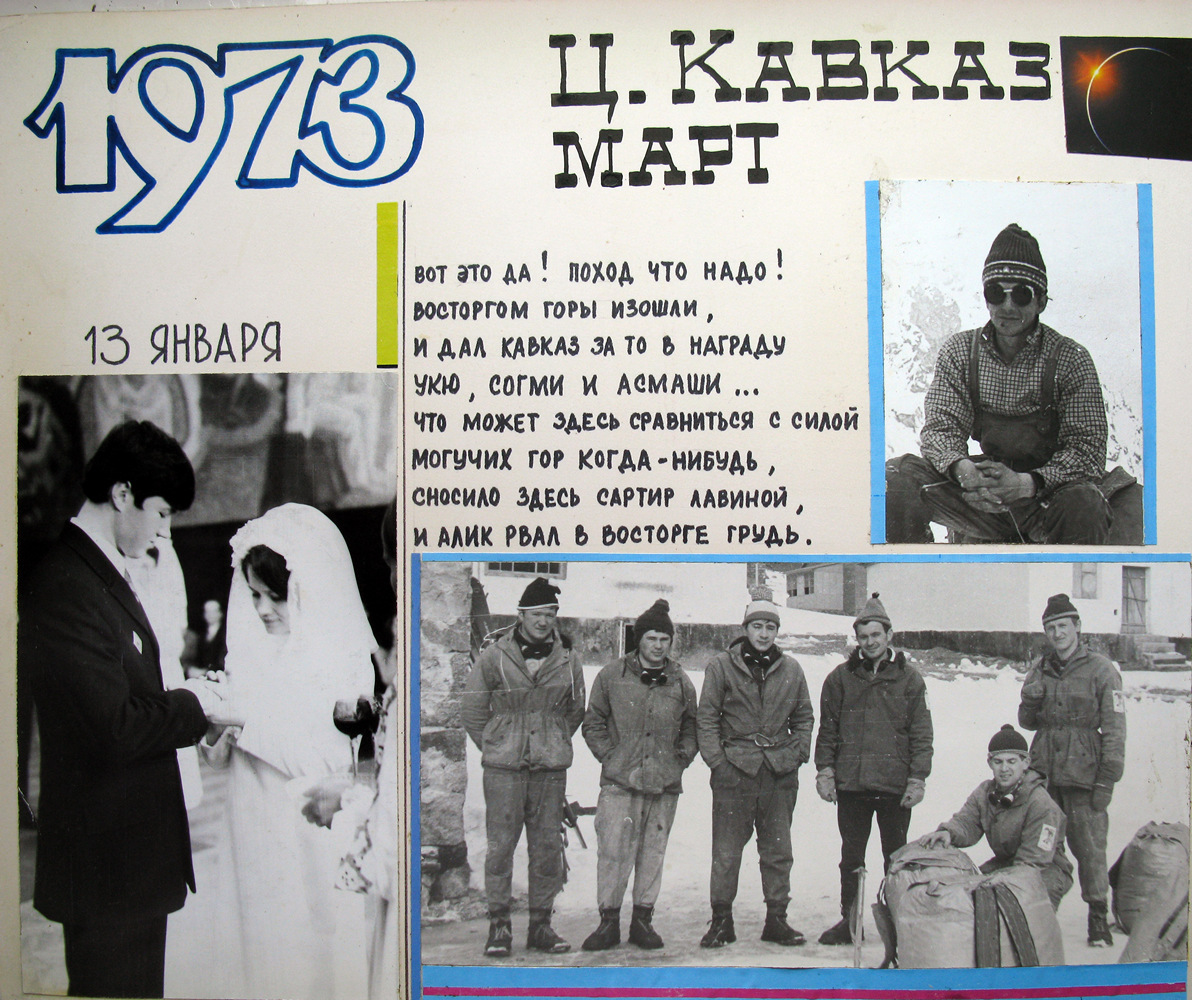 1973
Ц. КАВКАЗ
МАРТ
13 ЯНВАРЯ
ВОТ ЭТО ДА! ПОХОД ЧТО НАДО!
ВОСТОРГОМ ГОРЫ ИЗОШЛИ,
И ДАЛ КАВКАЗ ЗА ТО В НАГРАДУ
УКЮ, СОГМИ И АСМАШИ ...
ЧТО МОЖЕТ ЗДЕСЬ СРАВНИТЬСЯ С СИЛОЙ
МОГУЧИХ ГОР КОГДА-НИБУДЬ,
СНОСИЛО ЗДЕСЬ САРТИР ЛАВИНОЙ,
И АЛИК РВАЛ В ВОСТОРГЕ ГРУДЬ.